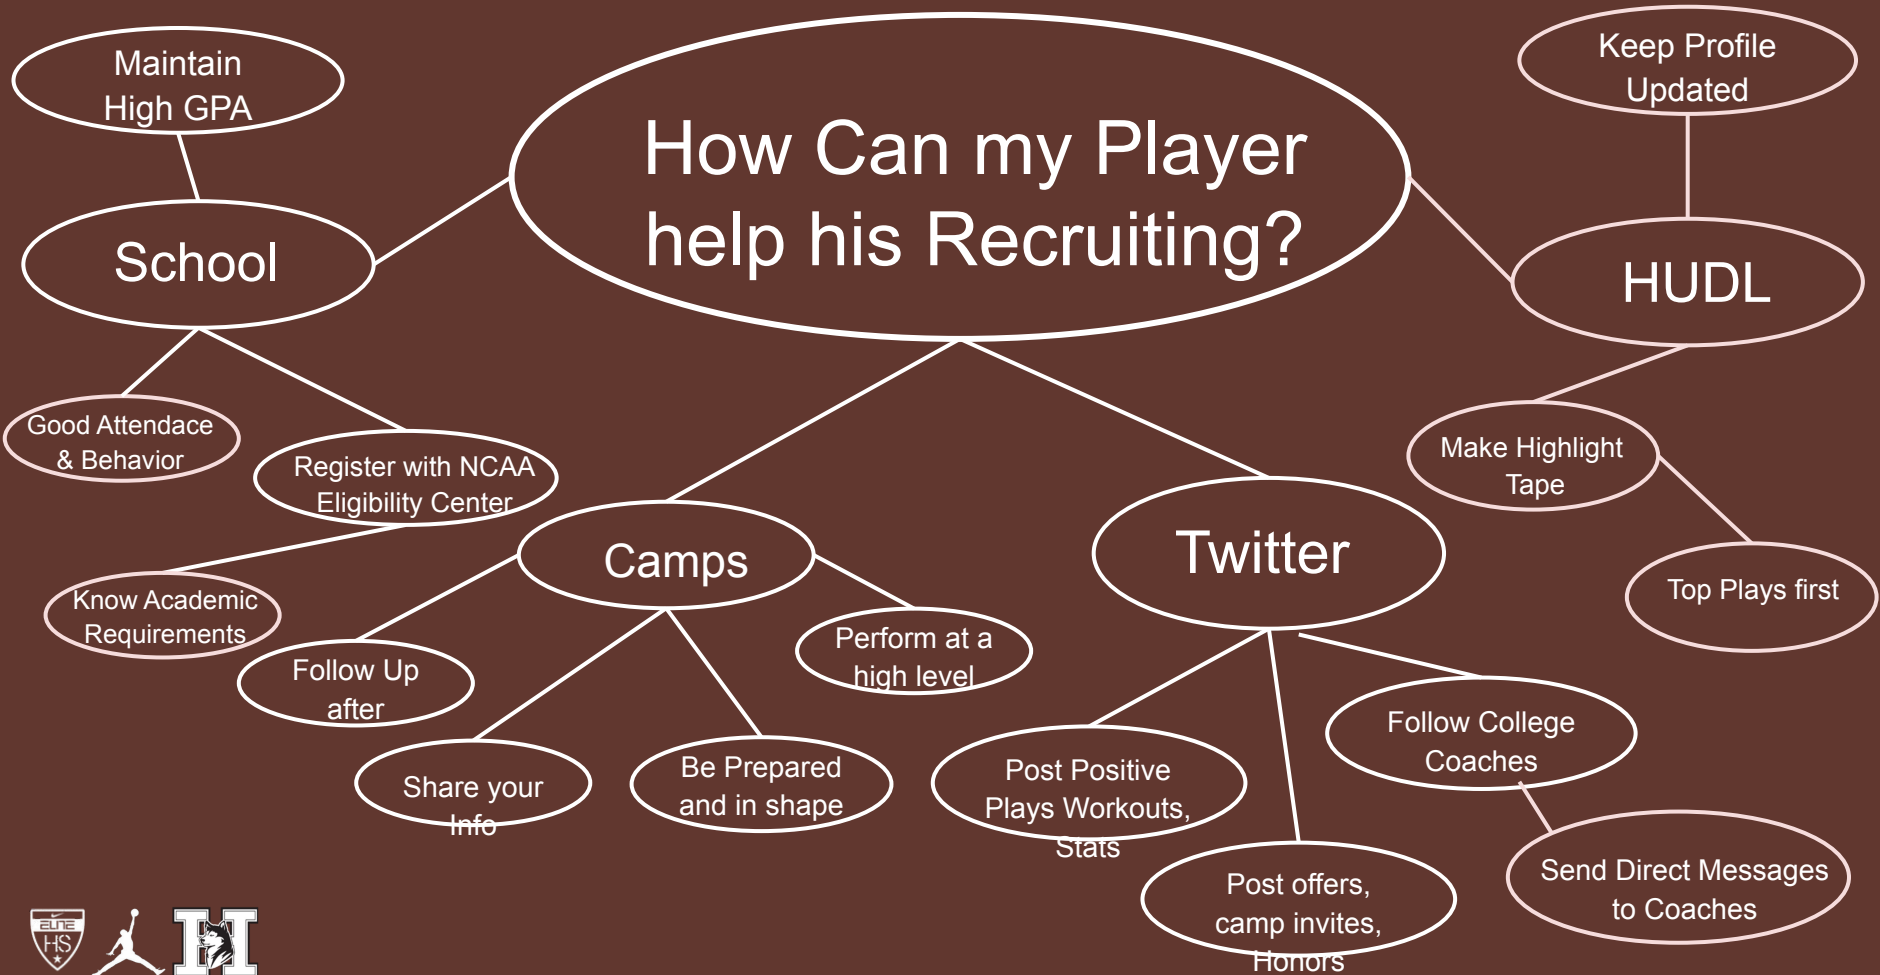 How Can my Player
help his Recruiting?
Maintain
High GPA
School
Good Attendace
& Behavior
Register with NCAA
Eligibility Center
Know Academic
Requirements
Camps
Follow Up
after
Share your
Info
Be Prepared
and in shape
Perform at a
high level
Twitter
Post Positive
Plays Workouts,
Stats
Post offers,
camp invites,
Honors
Follow College
Coaches
Send Direct Messages
to Coaches
Keep Profile
Updated
HUDL
Make Highlight
Tape
Top Plays first
ELITE
HS
H